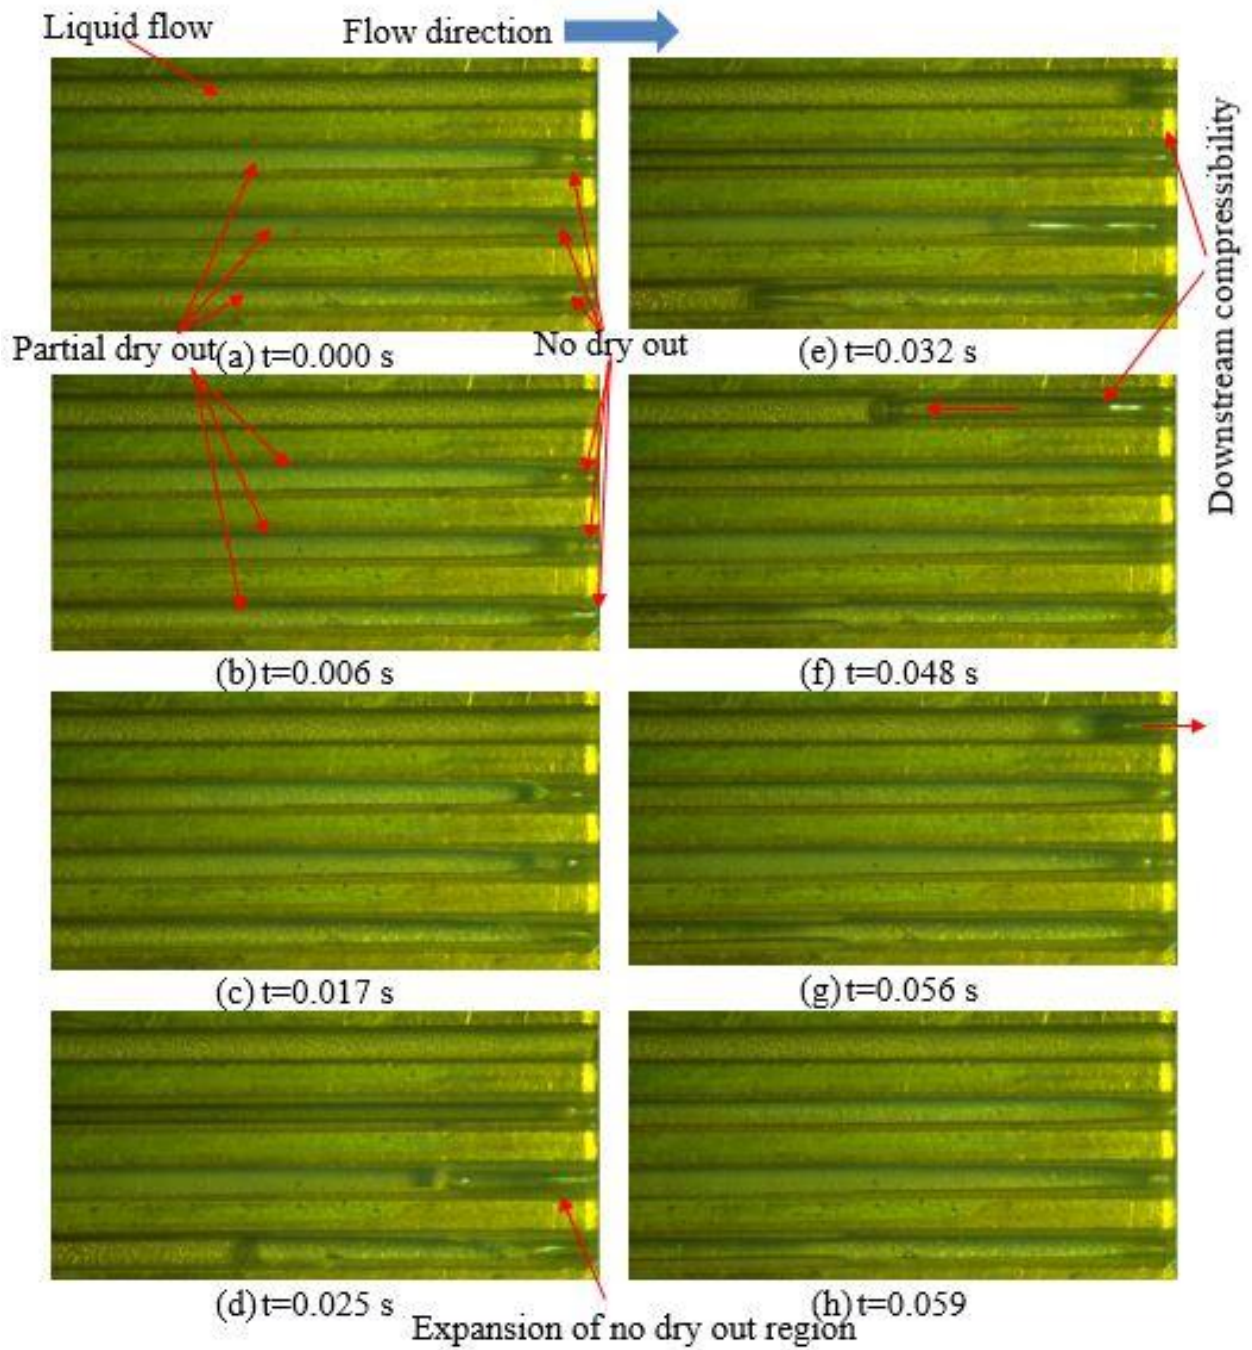 Liquid flow
Flow direction
Partial dry out
(a) t=0.000 s
No dry out
(e) t=0.032 s
Downstream compressibility
(b) t=0.006 s
(f) t=0.048 s
(c) t=0.017 s
(g) t=0.056 s
(d) t=0.025 s
(h) t=0.059
Expansion of no dry out region